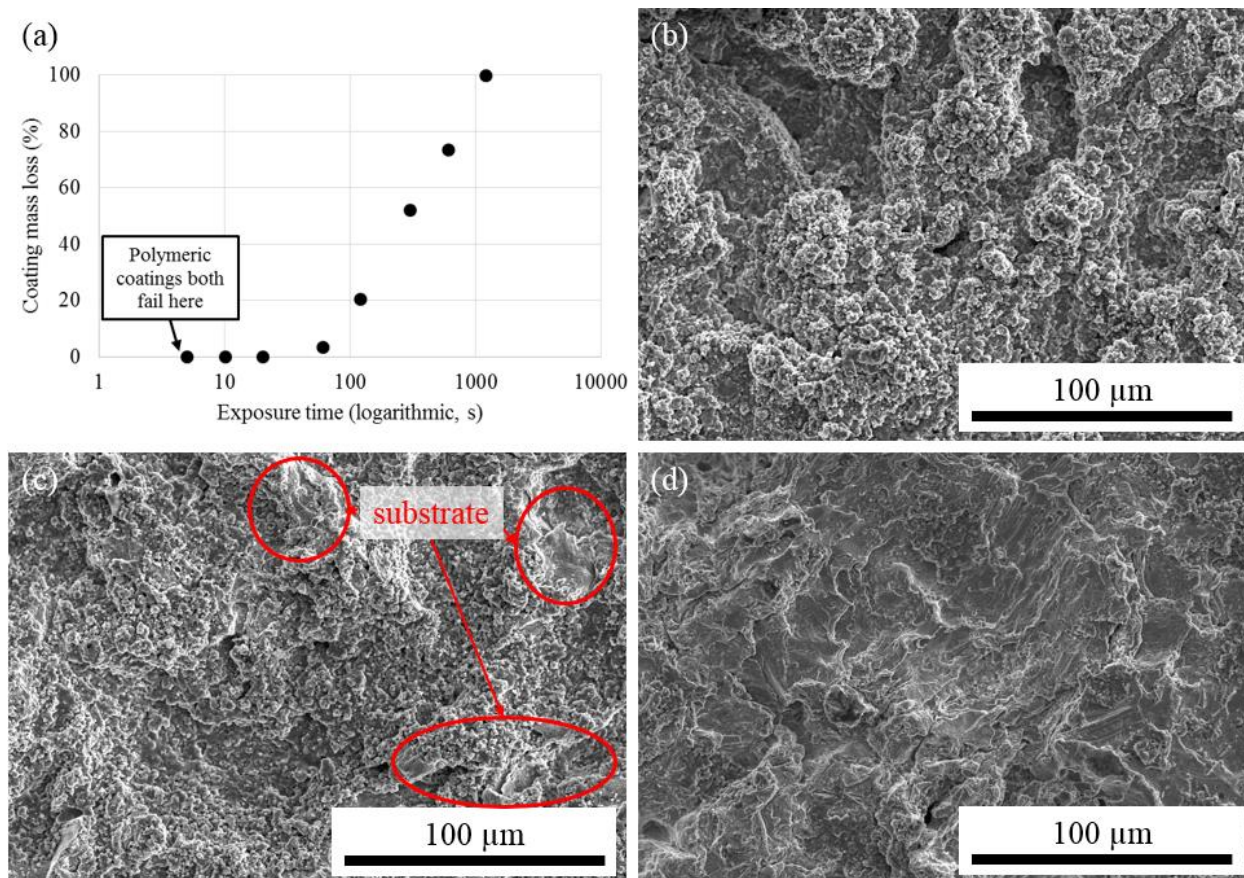 (a)
100
80
60
40
20
0
Coating mass loss (%)
Polymeric
coatings both
fail here
1
10
100
1000
10000
Exposure time (logarithmic, s)
(b)
100 µm
(c)
substrate
100 µm
(d)
100 µm